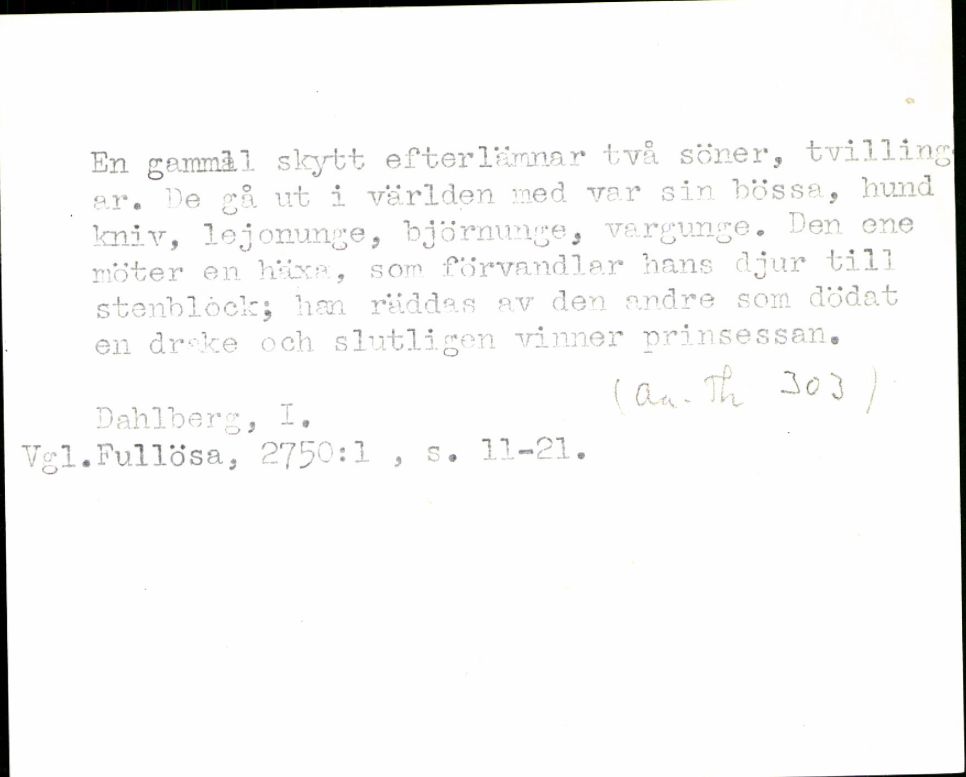 En gammal skytt efterlämnar två söner, tvilling
ar. De gå ut i världen med var sin bössa, hund
kniv, lejonunge, björnunge, vargunge. Den ene
möter en häxa, som förvandlar hans djur till
stenblock; han räddas av den andre som dödat
en drake och slutligen vinner prinsessan.
(Aa. Th 303)
Dahlberg, I.
Vgl.Fullösa, 2750:1 , s. 11-21.